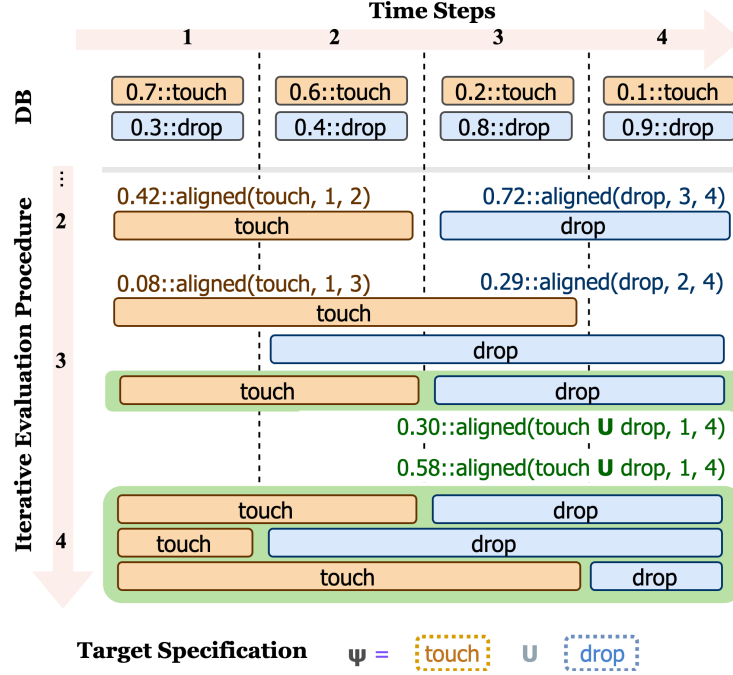 Time Steps
1 2 3 4
DB
0.7::touch 0.6::touch 0.2::touch 0.1::touch
0.3::drop 0.4::drop 0.8::drop 0.9::drop
Iterative Evaluation Procedure
...
2
0.42::aligned(touch, 1, 2) 0.72::aligned(drop, 3, 4)
touch drop
0.08::aligned(touch, 1, 3) 0.29::aligned(drop, 2, 4)
touch
3
drop
touch drop
0.30::aligned(touch U drop, 1, 4)
0.58::aligned(touch U drop, 1, 4)
touch drop
4
touch drop
touch drop
Target Specification ψ = touch U drop